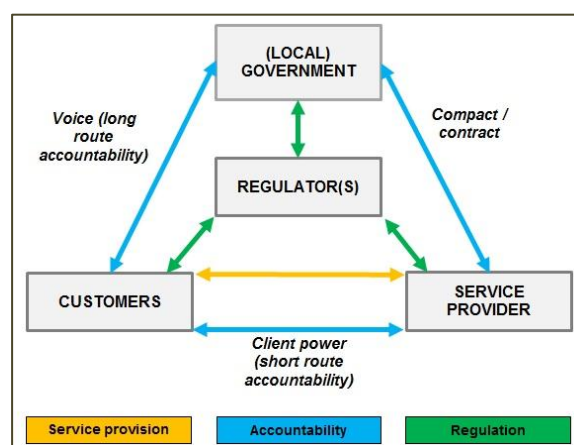 (LOCAL)
GOVERNMENT
Voice (long
route
accountability)
Compact /
contract
REGULATOR(S)
CUSTOMERS
SERVICE
PROVIDER
Client power
(short route
accountability)
Service provision
Accountability
Regulation